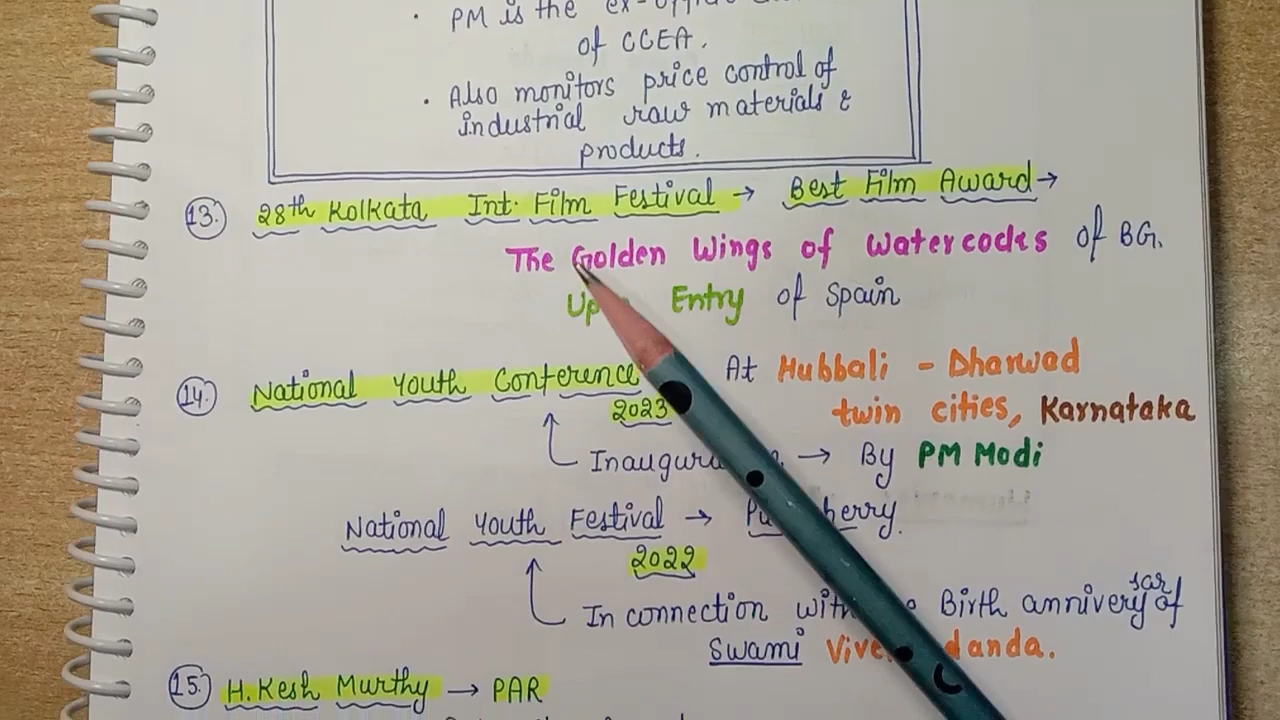 • PM is the
of CCEA.
• Also monitors price control of
industrial raw materials &
products.
13. 28th Kolkata Int. Film Festival → Best Film Award →
The Golden Wings of Watercocks of BG.
Entry of Spain
14. National Youth Conference At Hubbali - Dharwad
2023 twin cities, Karnataka
→ By PM Modi
National Youth Festival →
2022
In connection Birth anniversary of
Swami
15. H. Kesh Murthy → PAR